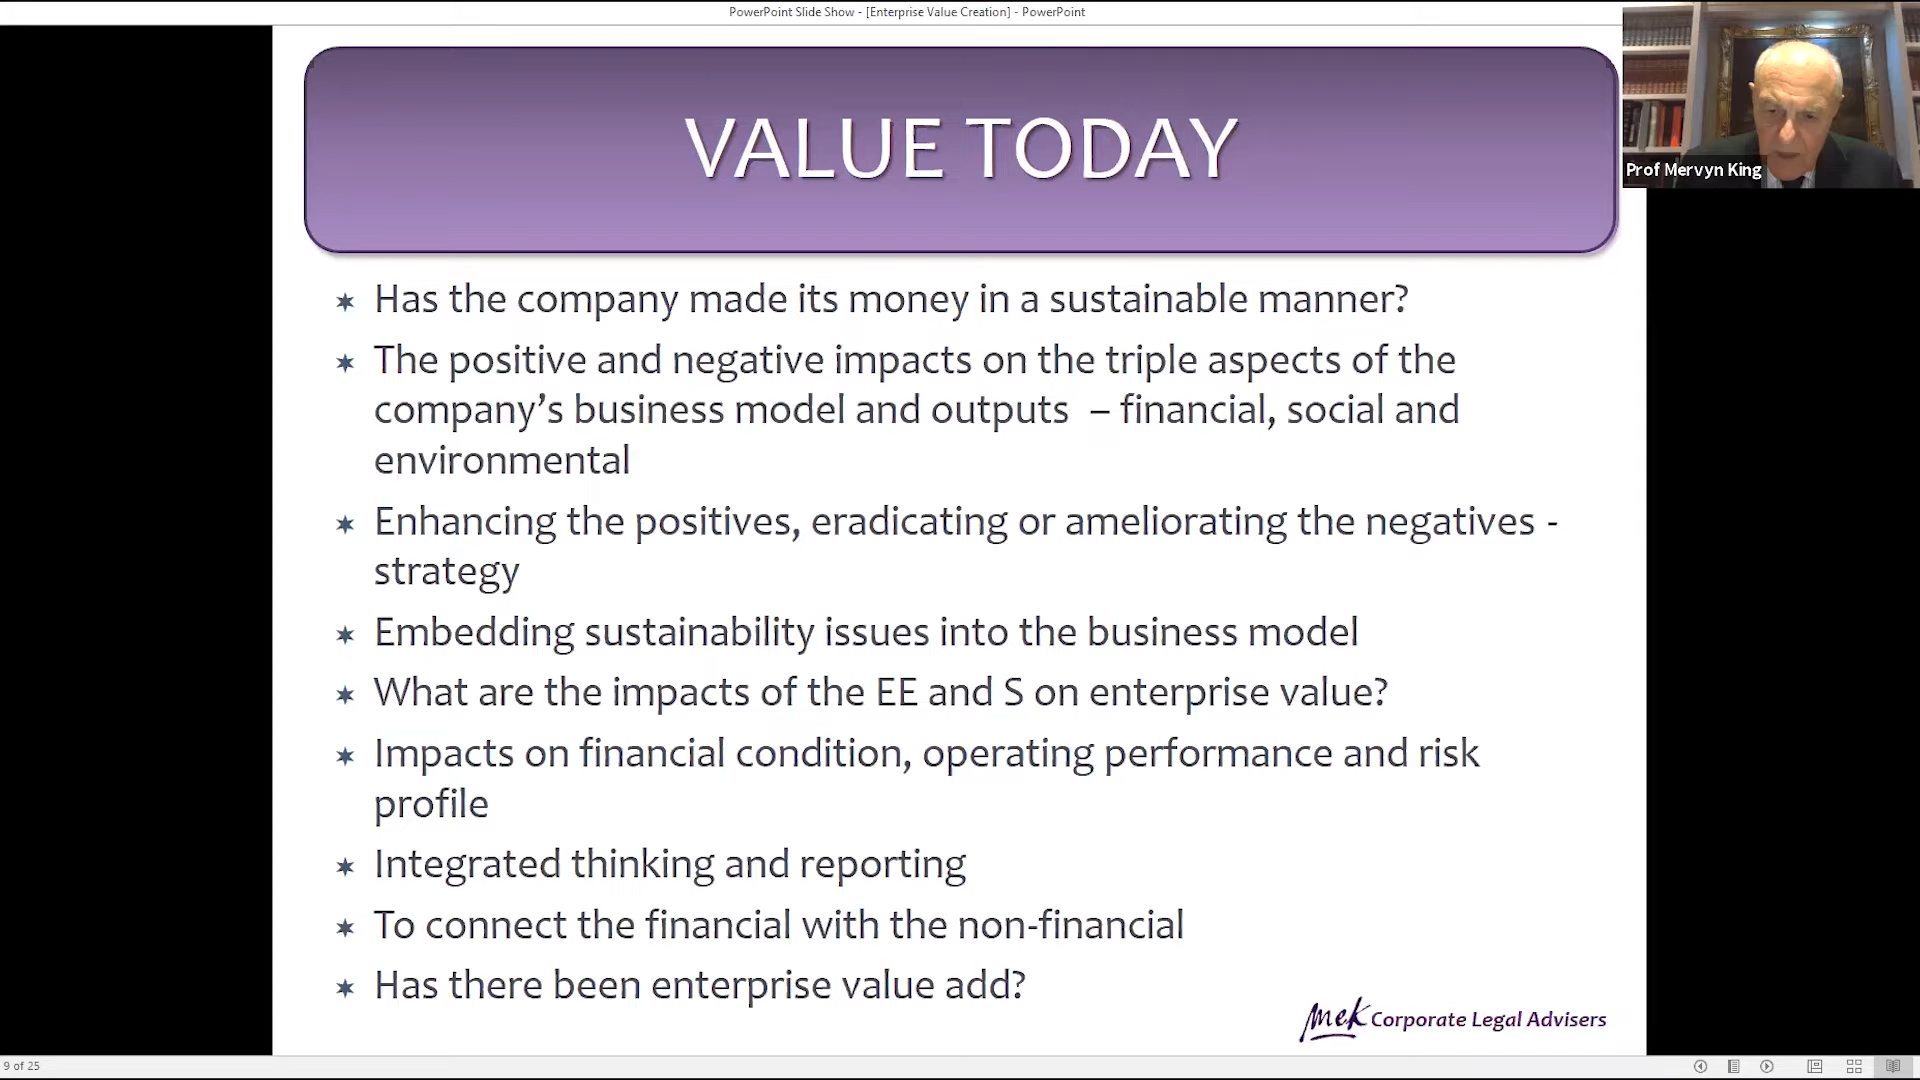 PowerPoint Slide Show - [Enterprise Value Creation] - PowerPoint
VALUE TODAY
Prof Mervyn King
Has the company made its money in a sustainable manner?
The positive and negative impacts on the triple aspects of the
company’s business model and outputs – financial, social and
environmental
Enhancing the positives, eradicating or ameliorating the negatives -
strategy
Embedding sustainability issues into the business model
What are the impacts of the EE and S on enterprise value?
Impacts on financial condition, operating performance and risk
profile
Integrated thinking and reporting
To connect the financial with the non-financial
Has there been enterprise value add?
mek Corporate Legal Advisers
9 of 25